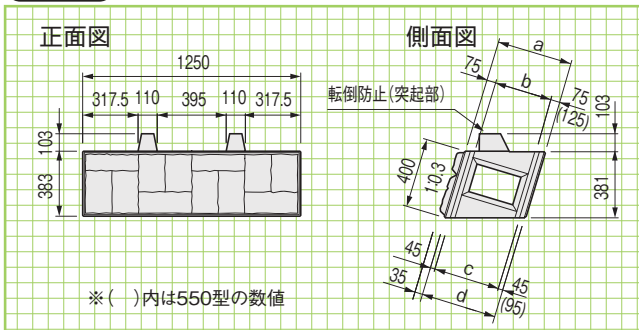 正面図
1250
317.5 110 395 110 317.5
103
383
※(　)内は550型の数値
側面図
a
75 b 75
(125)
103
転倒防止(突起部)
400
1:0.3
381
45 c 45
(95)
35 d